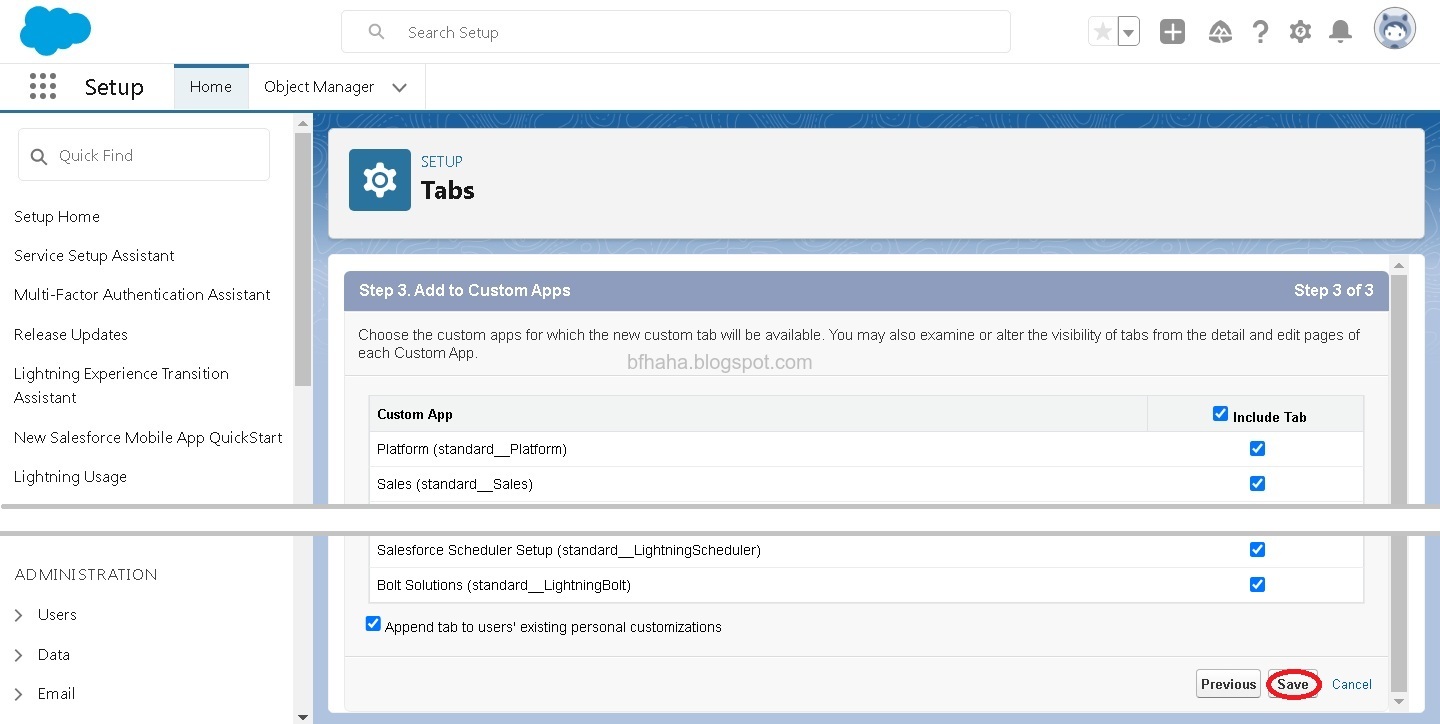 Search Setup
Setup
Home
Object Manager
Quick Find
Setup Home
Service Setup Assistant
Multi-Factor Authentication Assistant
Release Updates
Lightning Experience Transition
Assistant
New Salesforce Mobile App QuickStart
Lightning Usage
ADMINISTRATION
Users
Data
Email
SETUP
Tabs
Step 3. Add to Custom Apps
Step 3 of 3
Choose the custom apps for which the new custom tab will be available. You may also examine or alter the visibility of tabs from the detail and edit pages of
each Custom App.
bfhaha.blogspot.com
Custom App
Include Tab
Platform (standard__Platform)
Sales (standard__Sales)
Salesforce Scheduler Setup (standard__LightningScheduler)
Bolt Solutions (standard__LightningBolt)
Append tab to users' existing personal customizations
Previous
Save
Cancel